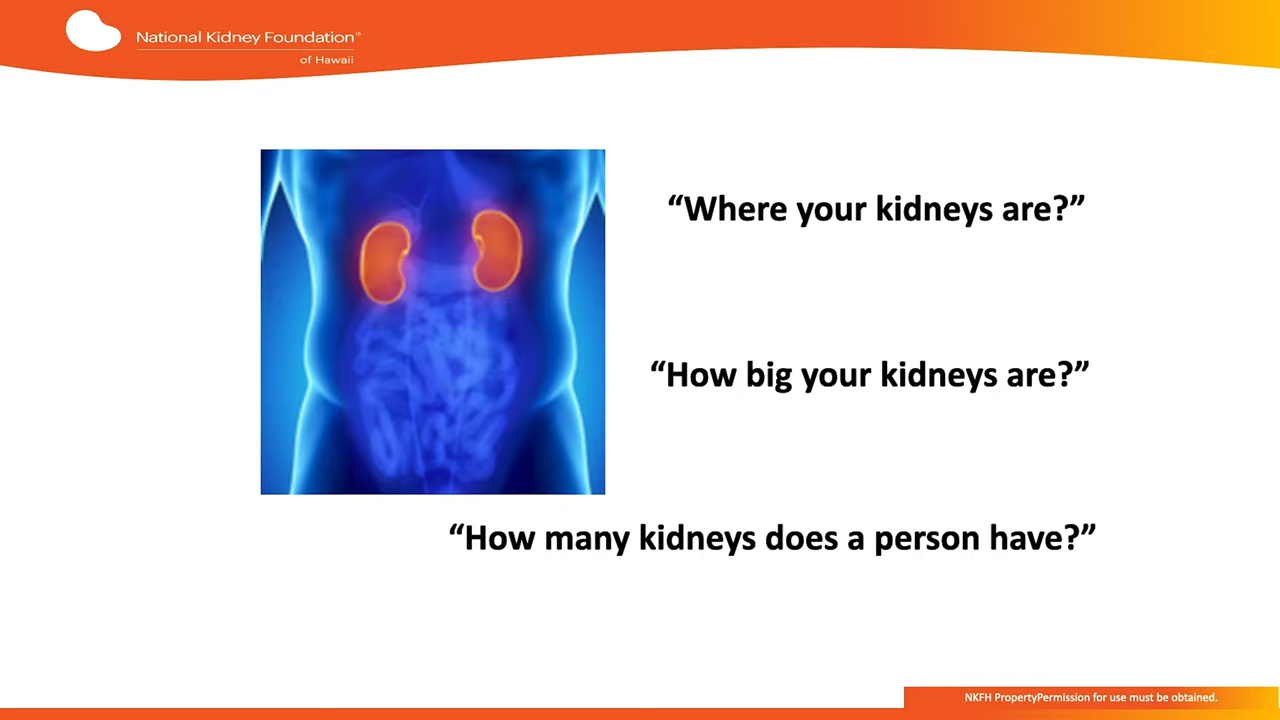 National Kidney Foundation®
of Hawaii
“Where your kidneys are?”
“How big your kidneys are?”
“How many kidneys does a person have?”
NKFH PropertyPermission for use must be obtained.